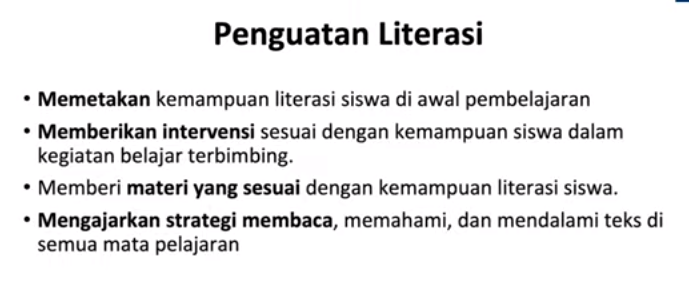 Penguatan Literasi
• Memetakan kemampuan literasi siswa di awal pembelajaran
• Memberikan intervensi sesuai dengan kemampuan siswa dalam
kegiatan belajar terbimbing.
• Memberi materi yang sesuai dengan kemampuan literasi siswa.
• Mengajarkan strategi membaca, memahami, dan mendalami teks di
semua mata pelajaran